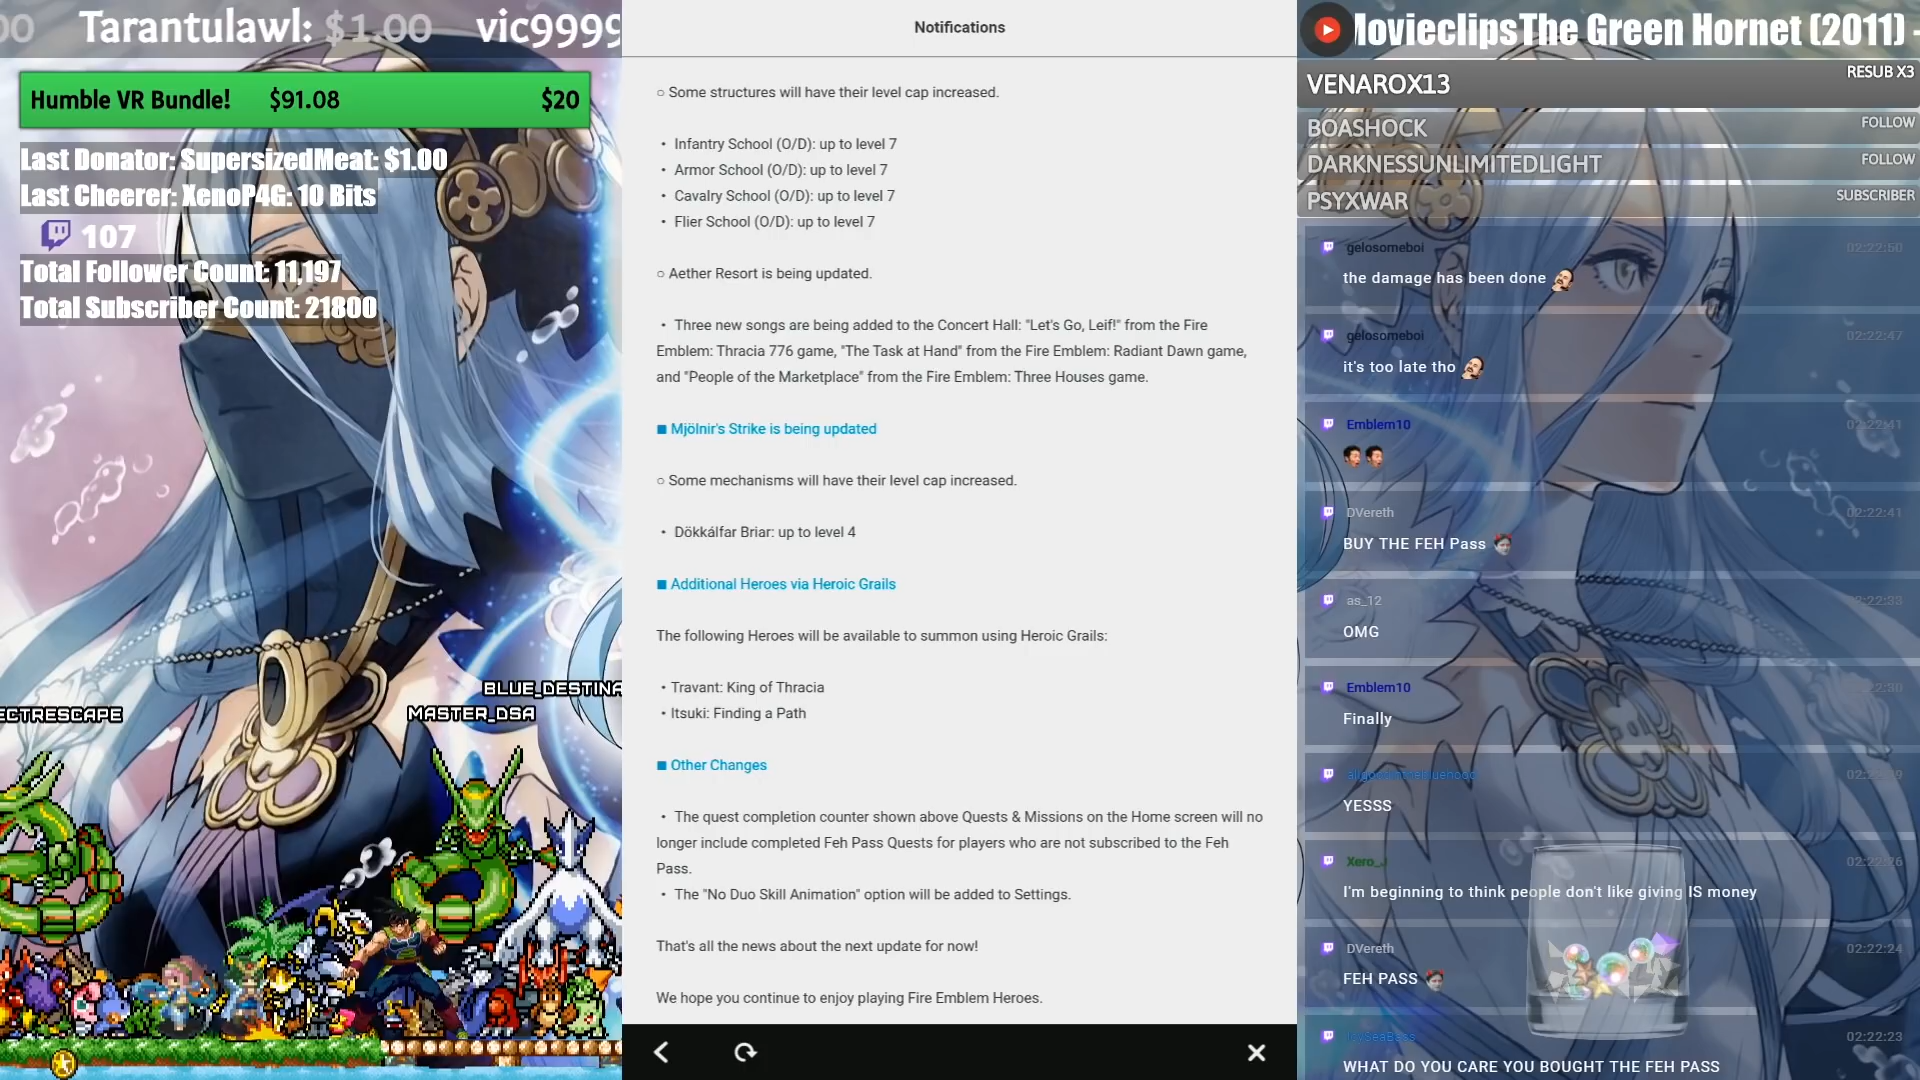 00 Tarantulawl: $1.00 vic9999
Humble VR Bundle! $91.08 $20
Last Donator: SupersizedMeat: $1.00
Last Cheerer: XenoP4G: 10 Bits
107
Total Follower Count: 11,197
Total Subscriber Count: 21800
BLUE_DESTINA
ECTRESCAPE
MASTER_DSA
Notifications
○ Some structures will have their level cap increased.
・ Infantry School (O/D): up to level 7
・ Armor School (O/D): up to level 7
・ Cavalry School (O/D): up to level 7
・ Flier School (O/D): up to level 7
○ Aether Resort is being updated.
・ Three new songs are being added to the Concert Hall: "Let's Go, Leif!" from the Fire
Emblem: Thracia 776 game, "The Task at Hand" from the Fire Emblem: Radiant Dawn game,
and "People of the Marketplace" from the Fire Emblem: Three Houses game.
■ Mjölnir's Strike is being updated
○ Some mechanisms will have their level cap increased.
・ Dökkálfar Briar: up to level 4
■ Additional Heroes via Heroic Grails
The following Heroes will be available to summon using Heroic Grails:
・Travant: King of Thracia
・Itsuki: Finding a Path
■ Other Changes
・ The quest completion counter shown above Quests & Missions on the Home screen will no
longer include completed Feh Pass Quests for players who are not subscribed to the Feh
Pass.
・ The "No Duo Skill Animation" option will be added to Settings.
That's all the news about the next update for now!
We hope you continue to enjoy playing Fire Emblem Heroes.
MovieclipsThe Green Hornet (2011) -
VENAROX13 RESUB X3
BOASHOCK FOLLOW
DARKNESSUNLIMITEDLIGHT FOLLOW
PSYXWAR SUBSCRIBER
gelosomeboi 02:22:50
the damage has been done
gelosomeboi 02:22:47
it's too late tho
Emblem10 02:22:41
DVereth 02:22:41
BUY THE FEH Pass
as_12 02:22:33
OMG
Emblem10 02:22:30
Finally
YESSS
Xero_J 02:22:26
I'm beginning to think people don't like giving IS money
DVereth 02:22:24
FEH PASS
IcySeaBass 02:22:23
WHAT DO YOU CARE YOU BOUGHT THE FEH PASS